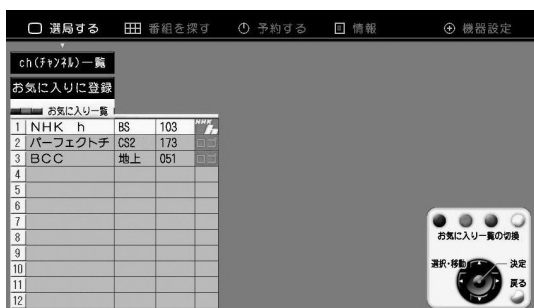 選局する 番組を探す 予約する 情報 機器設定
ch(チャンネル)一覧
お気に入りに登録
お気に入り一覧
1 NHK h BS 103 NHK h
2 パーフェクトチ CS2 173
3 BCC 地上 051
4
5
6
7
8
9
10
11
12
お気に入り一覧の切換
選択・移動 決定
戻る